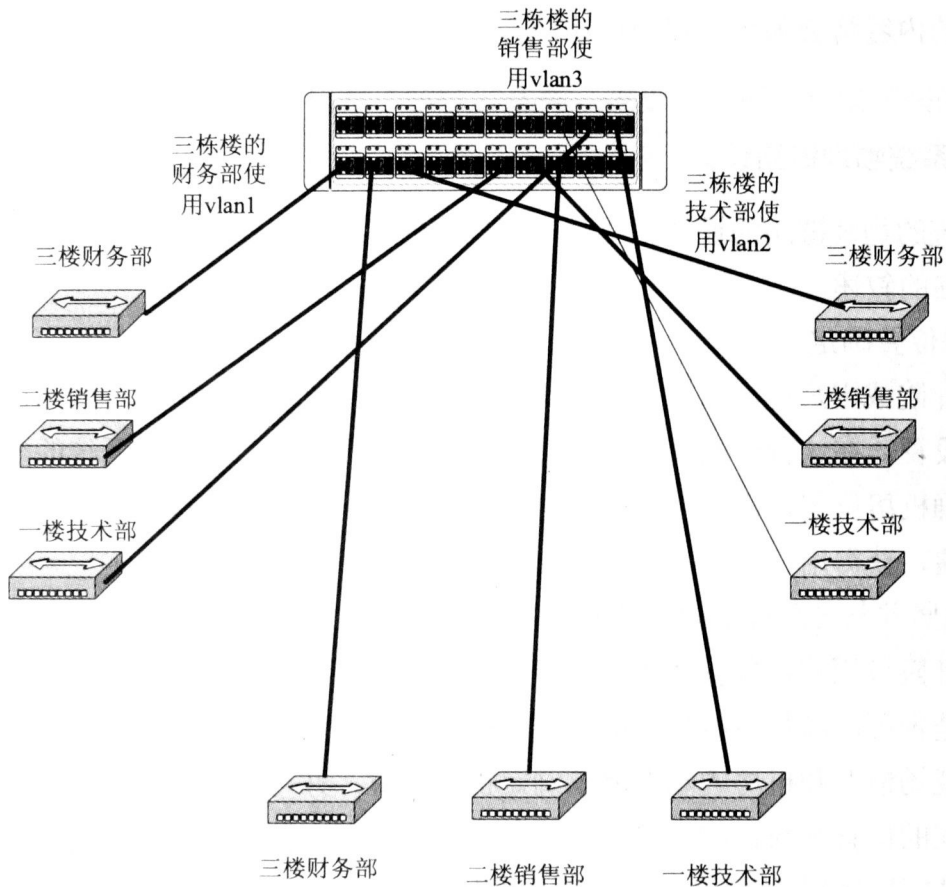 三栋楼的
销售部使
用vlan3
三栋楼的
财务部使
用vlan1
三栋楼的
技术部使
用vlan2
三楼财务部
三楼财务部
二楼销售部
二楼销售部
一楼技术部
一楼技术部
三楼财务部
二楼销售部
一楼技术部